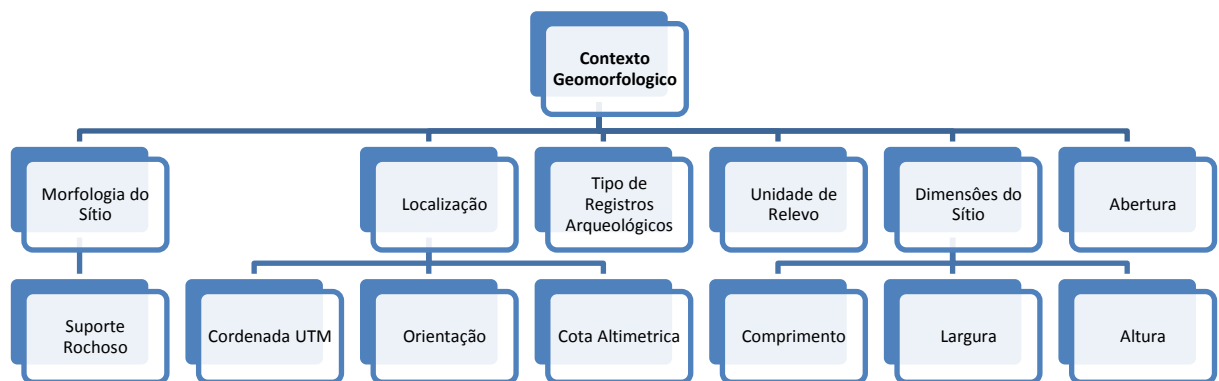 Contexto
Geomorfologico
Morfologia do
Sítio
Localização
Tipo de
Registros
Arqueológicos
Unidade de
Relevo
Dimensôes do
Sítio
Abertura
Suporte
Rochoso
Cordenada UTM
Orientação
Cota Altimetrica
Comprimento
Largura
Altura